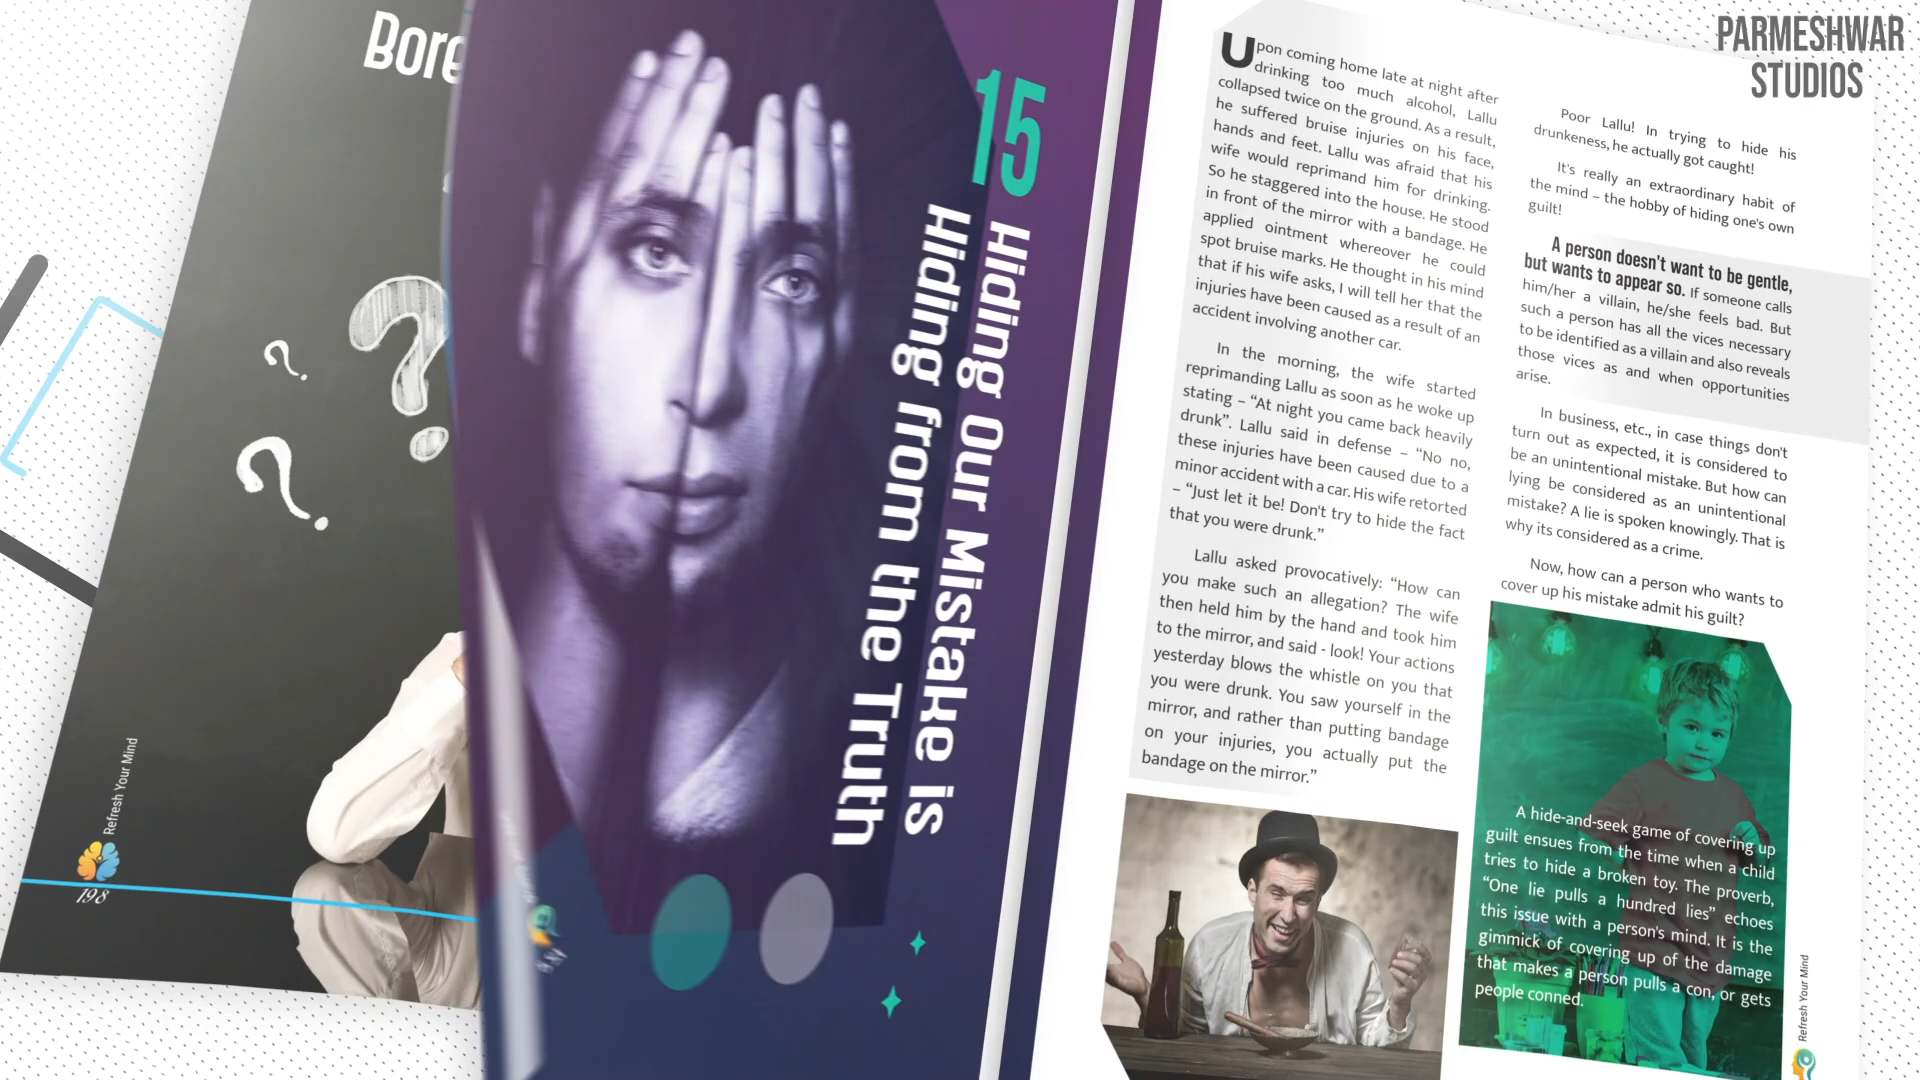 PARMESHWAR
STUDIOS
Bore
?
?
?
Refresh Your Mind
198
15
Hiding Our Mistake is
Hiding from the Truth
Upon coming home late at night after
drinking too much alcohol, Lallu
collapsed twice on the ground. As a result,
he suffered bruise injuries on his face,
hands and feet. Lallu was afraid that his
wife would reprimand him for drinking.
So he staggered into the house. He stood
in front of the mirror with a bandage. He
applied ointment wherever he could
spot bruise marks. He thought in his mind
that if his wife asks, I will tell her that the
injuries have been caused as a result of an
accident involving another car.
In the morning, the wife started
reprimanding Lallu as soon as he woke up
stating – “At night you came back heavily
drunk”. Lallu said in defense – “No no,
these injuries have been caused due to a
minor accident with a car. His wife retorted
– “Just let it be! Don't try to hide the fact
that you were drunk.”
Lallu asked provocatively: “How can
you make such an allegation? The wife
then held him by the hand and took him
to the mirror, and said - look! Your actions
yesterday blows the whistle on you that
you were drunk. You saw yourself in the
mirror, and rather than putting bandage
on your injuries, you actually put the
bandage on the mirror.”
Poor Lallu! In trying to hide his
drunkeness, he actually got caught!
It's really an extraordinary habit of
the mind – the hobby of hiding one's own
guilt!
A person doesn't want to be gentle,
but wants to appear so. If someone calls
him/her a villain, he/she feels bad. But
such a person has all the vices necessary
to be identified as a villain and also reveals
those vices as and when opportunities
arise.
In business, etc., in case things don't
turn out as expected, it is considered to
be an unintentional mistake. But how can
lying be considered as an unintentional
mistake? A lie is spoken knowingly. That is
why its considered as a crime.
Now, how can a person who wants to
cover up his mistake admit his guilt?
A hide-and-seek game of covering up
guilt ensues from the time when a child
tries to hide a broken toy. The proverb,
“One lie pulls a hundred lies” echoes
this issue with a person's mind. It is the
gimmick of covering up of the damage
that makes a person pulls a con, or gets
people conned.
Refresh Your Mind